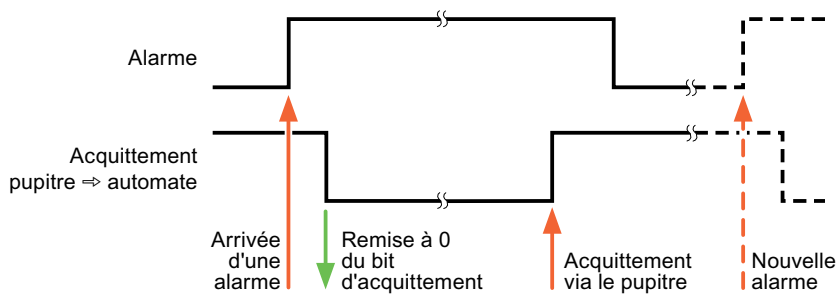 Alarme
Acquittement
pupitre ⇨ automate
Arrivée
d'une
alarme
Remise à 0
du bit
d'acquittement
Acquittement
via le pupitre
Nouvelle
alarme